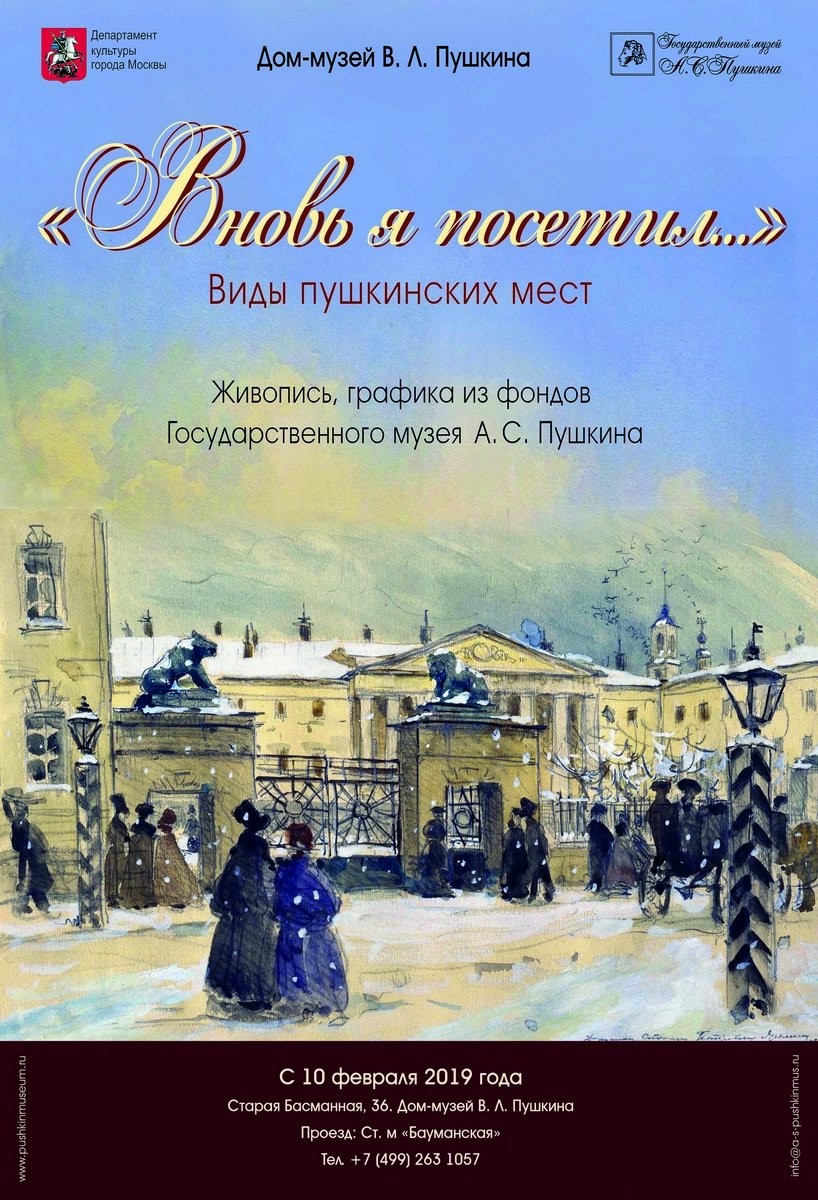 Департамент
культуры
города Москвы
Дом-музей В. Л. Пушкина
Государственный музей
А. С. Пушкина
«Вновь я посетил...»
Виды пушкинских мест
Живопись, графика из фондов
Государственного музея А. С. Пушкина
С 10 февраля 2019 года
Старая Басманная, 36. Дом-музей В. Л. Пушкина
Проезд: Ст. м «Бауманская»
Тел. +7 (499) 263 1057
www.pushkinmuseum.ru
info@a-s-pushkinmus.ru